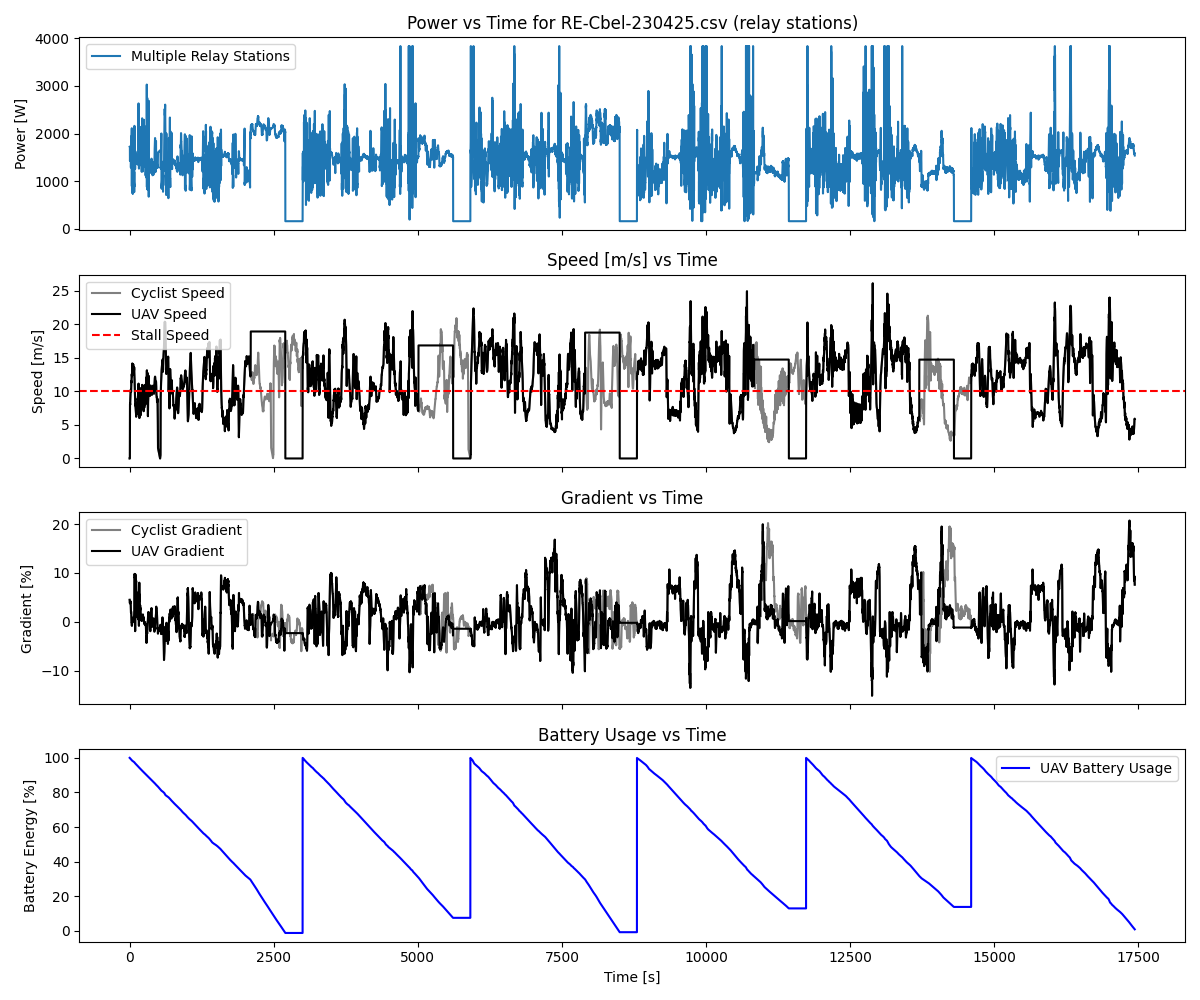 Power vs Time for RE-Cbel-230425.csv (relay stations)
Power [W]
4000
3000
2000
1000
0
Multiple Relay Stations
Speed [m/s] vs Time
Speed [m/s]
25
20
15
10
5
0
Cyclist Speed
UAV Speed
Stall Speed
Gradient vs Time
Gradient [%]
20
10
0
−10
Cyclist Gradient
UAV Gradient
Battery Usage vs Time
Battery Energy [%]
100
80
60
40
20
0
UAV Battery Usage
0 2500 5000 7500 10000 12500 15000 17500
Time [s]